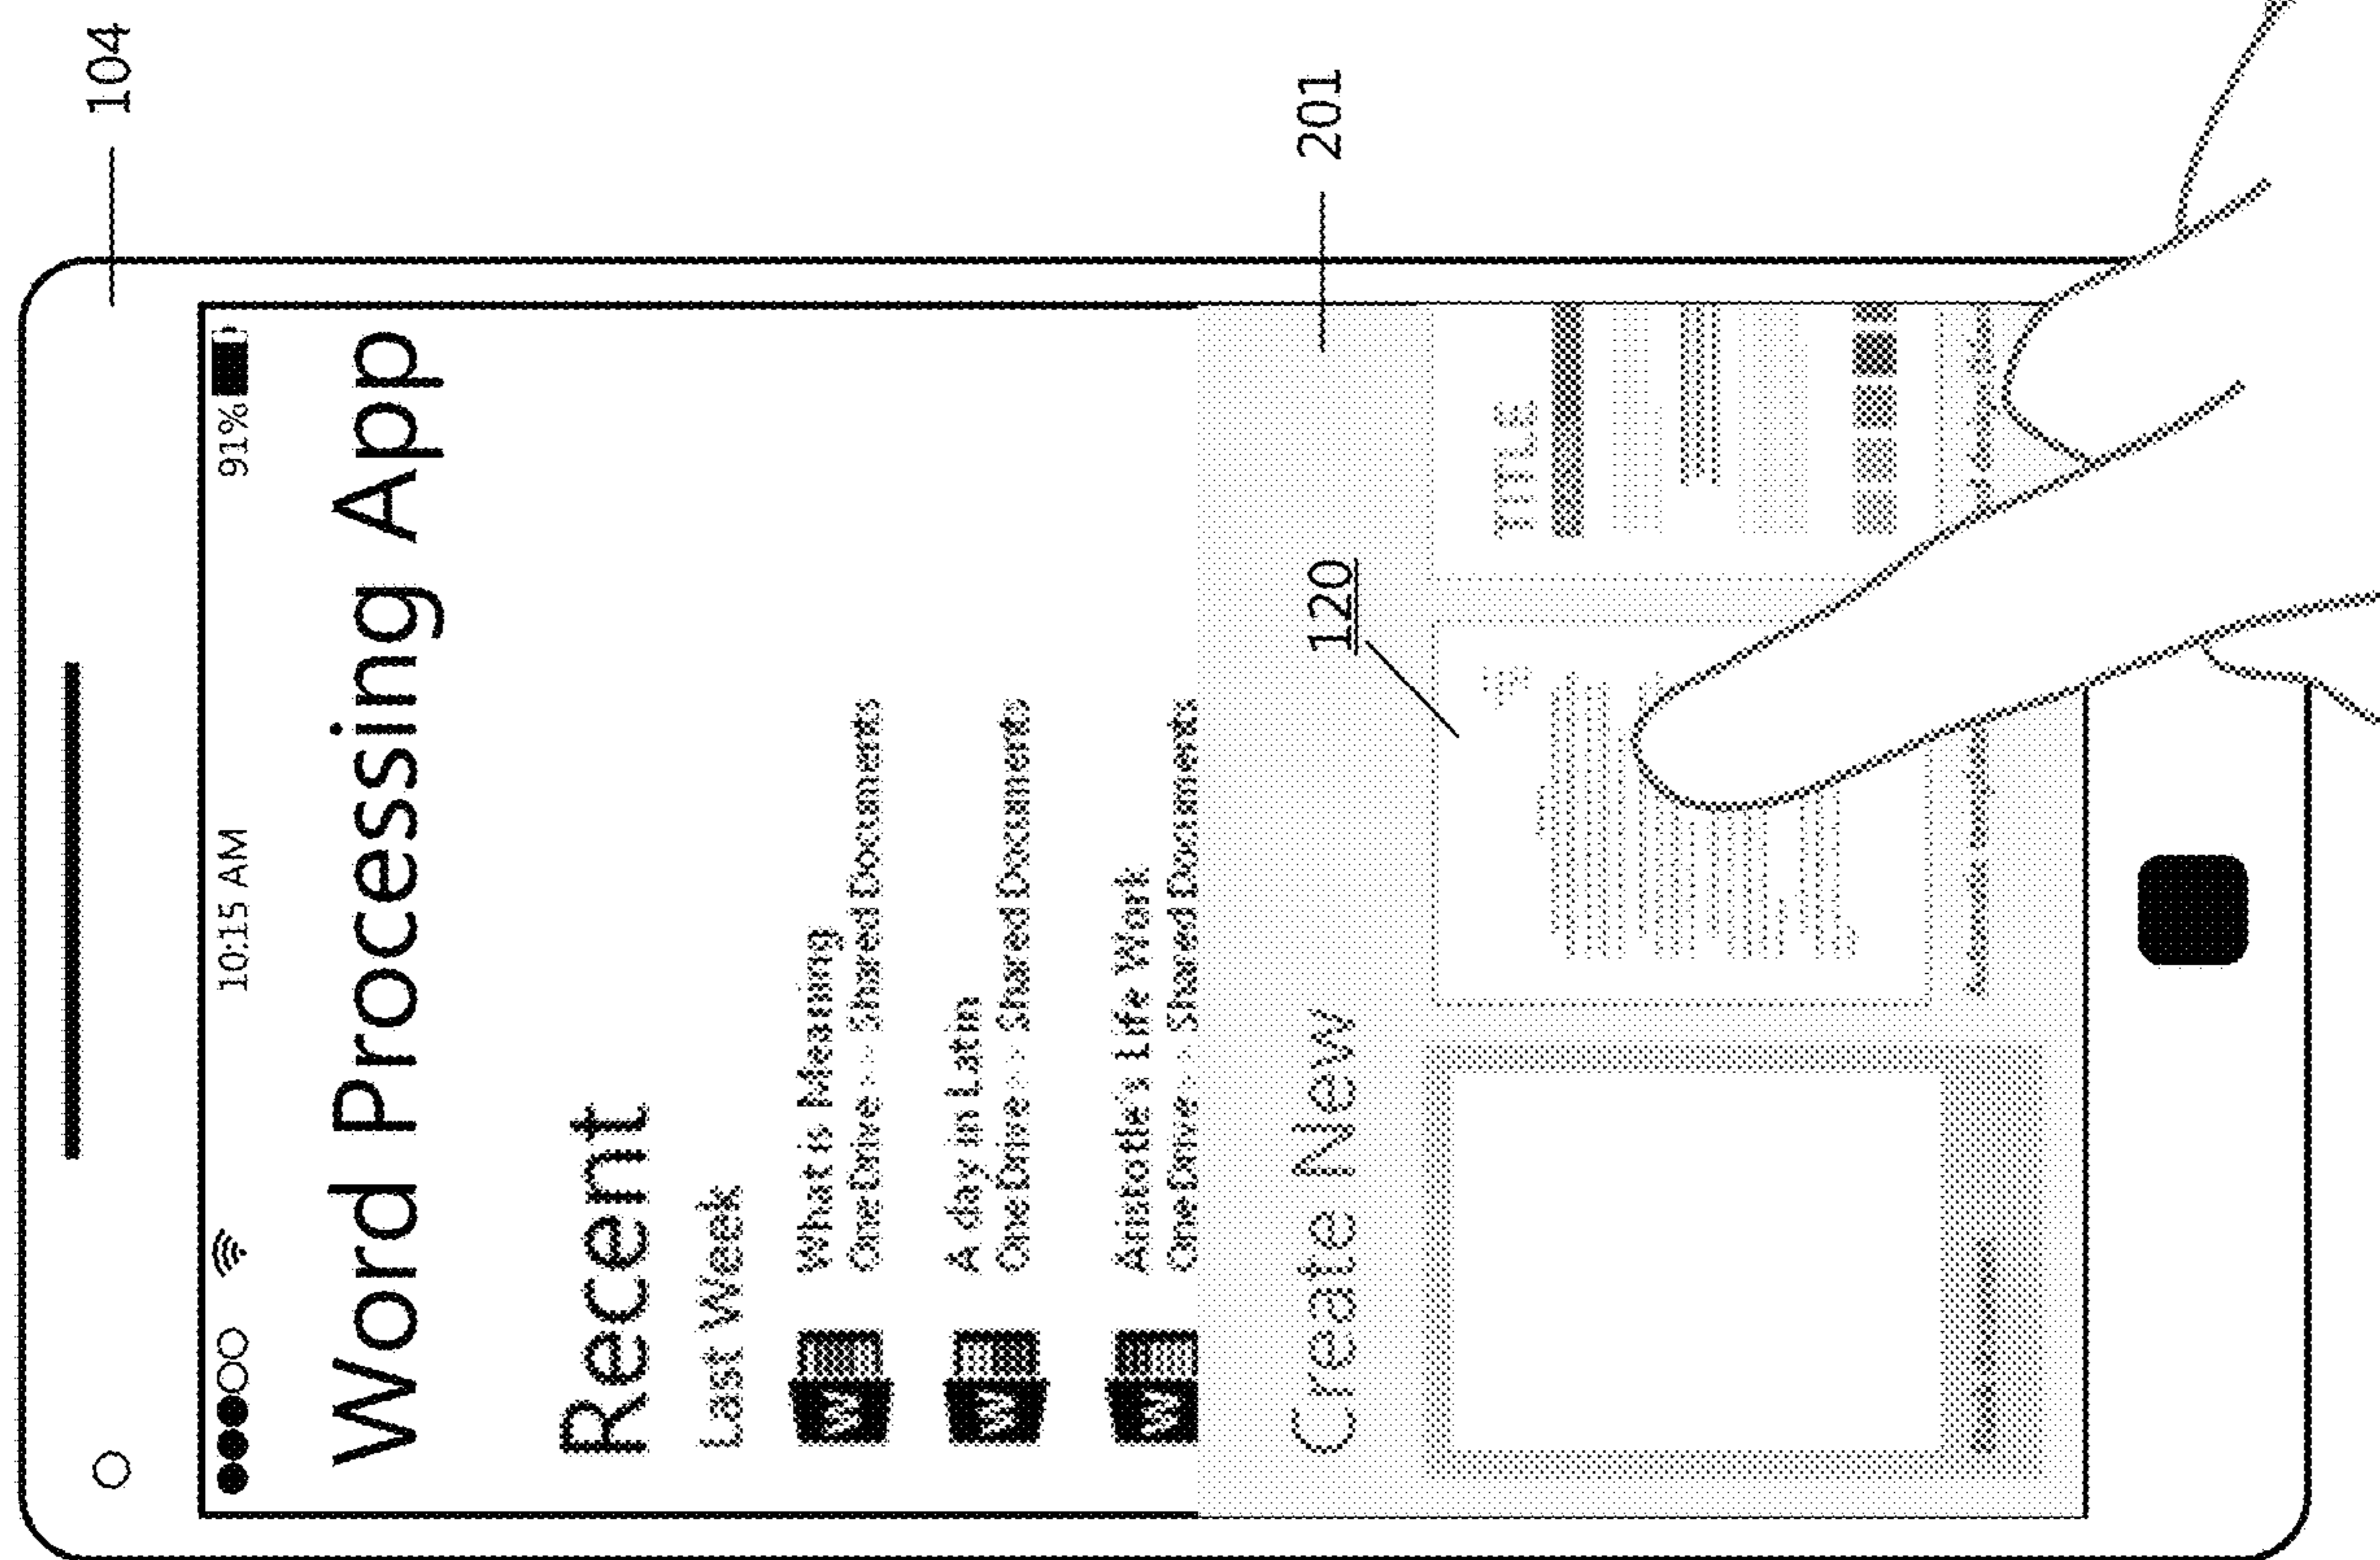 104
10:15 AM
91%
Word Processing App
Recent
Last Week
W
What is Meaning
OneDrive >> Shared Documents
W
A day in Latin
OneDrive >> Shared Documents
W
Aristotle's Life Work
OneDrive >> Shared Documents
201
Create New
120
TITLE